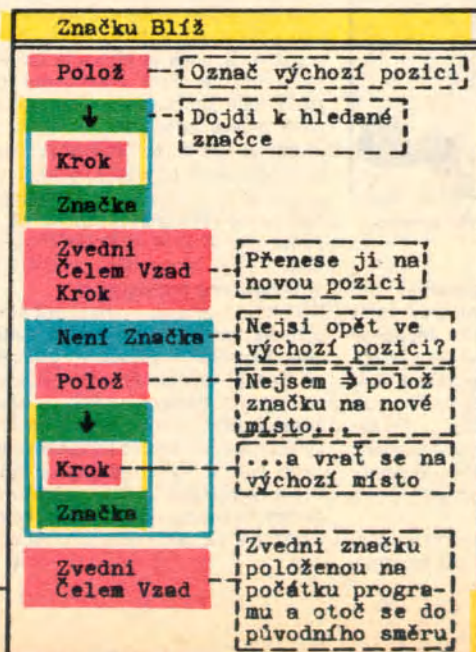 Značku Blíž
Polož
Označ výchozí pozici
↓
Dojdi k hledané
značce
Krok
Značka
Zvedni
Čelem Vzad
Krok
Přenese ji na
novou pozici
Není Značka
Nejsi opět ve
výchozí pozici?
Polož
Nejsem ⇒ polož
značku na nové
místo...
↓
Krok
...a vrať se na
výchozí místo
Značka
Zvedni
Čelem Vzad
Zvedni značku
položenou na
počátku progra-
mu a otoč se do
původního směru